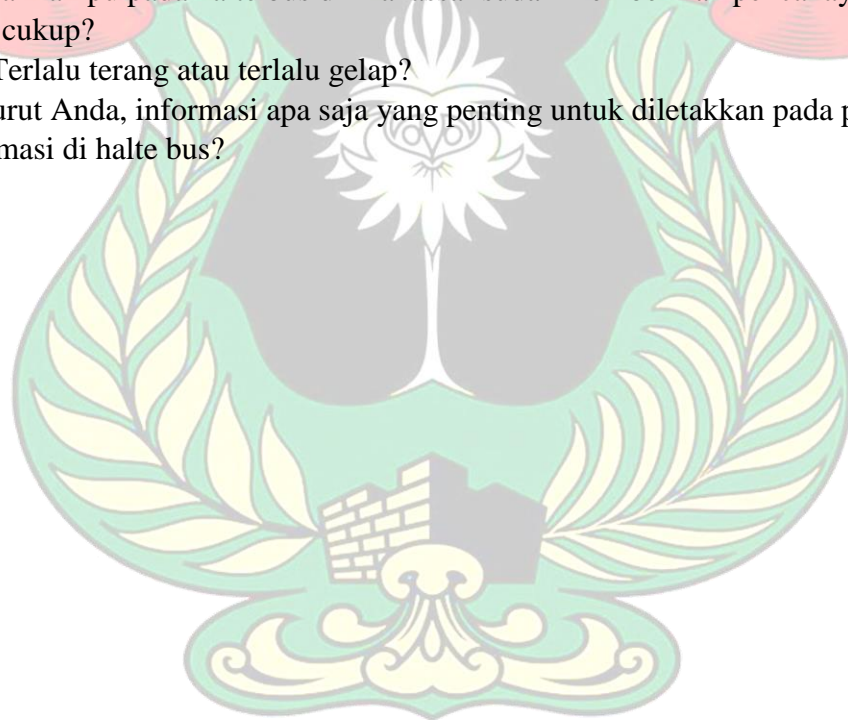 cukup?
Terlalu terang atau terlalu gelap?
urut Anda, informasi apa saja yang penting untuk diletakkan pada p
masi di halte bus?